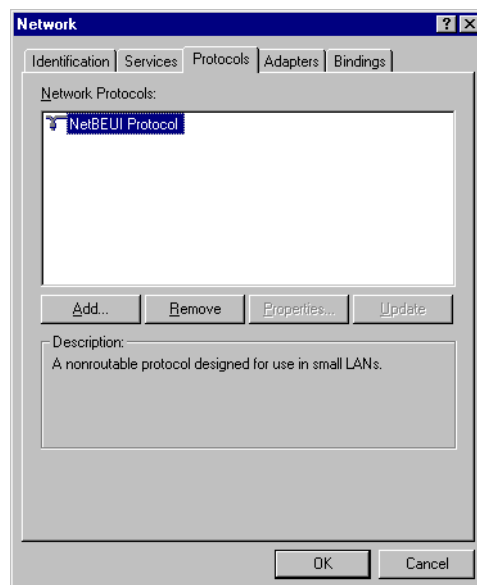 Network
Identification Services Protocols Adapters Bindings
Network Protocols:
NetBEUI Protocol
Add... Remove Properties... Update
Description:
A nonroutable protocol designed for use in small LANs.
OK Cancel